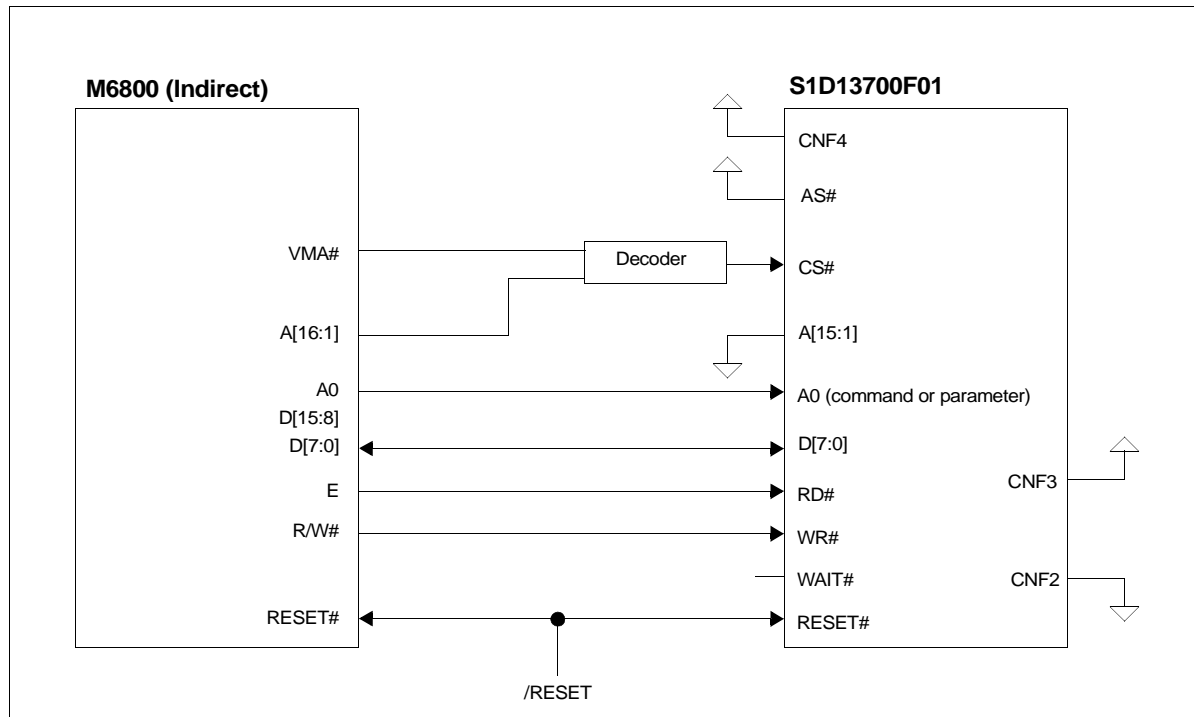 M6800 (Indirect)
S1D13700F01
CNF4
AS#
VMA#
Decoder
CS#
A[16:1]
A[15:1]
A0
A0 (command or parameter)
D[15:8]
D[7:0]
D[7:0]
E
RD#
CNF3
R/W#
WR#
WAIT#
CNF2
RESET#
RESET#
/RESET